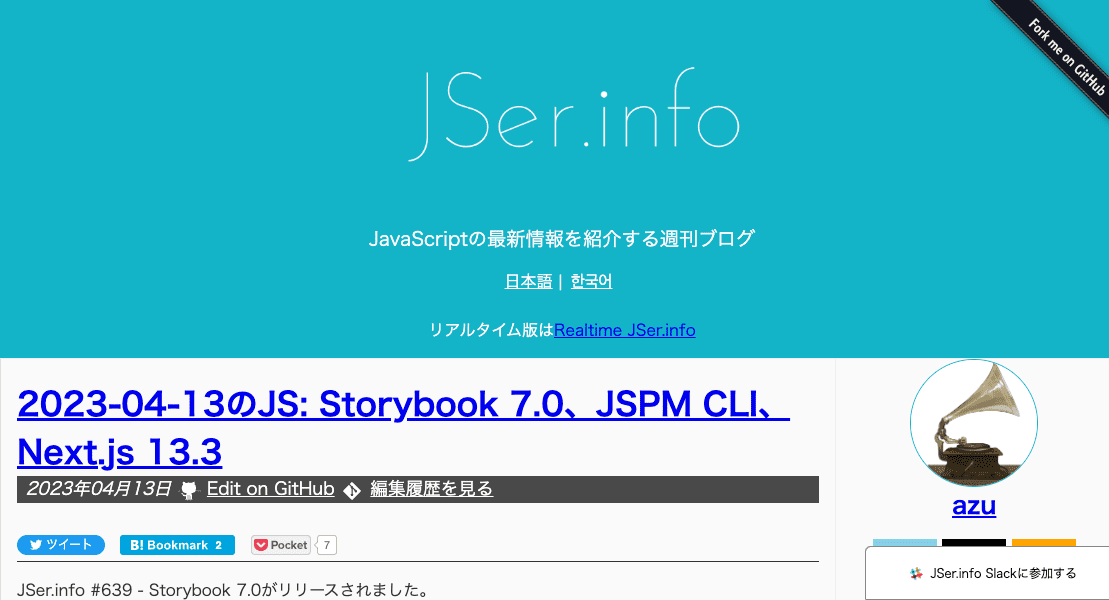 Fork me on GitHub
JSer.info
JavaScriptの最新情報を紹介する週刊ブログ
日本語 | 한국어
リアルタイム版はRealtime JSer.info
2023-04-13のJS: Storybook 7.0、JSPM CLI、
Next.js 13.3
2023年04月13日 Edit on GitHub 編集履歴を見る
ツイート B! Bookmark 2 Pocket 7
JSer.info #639 - Storybook 7.0がリリースされました。
azu
JSer.info Slackに参加する